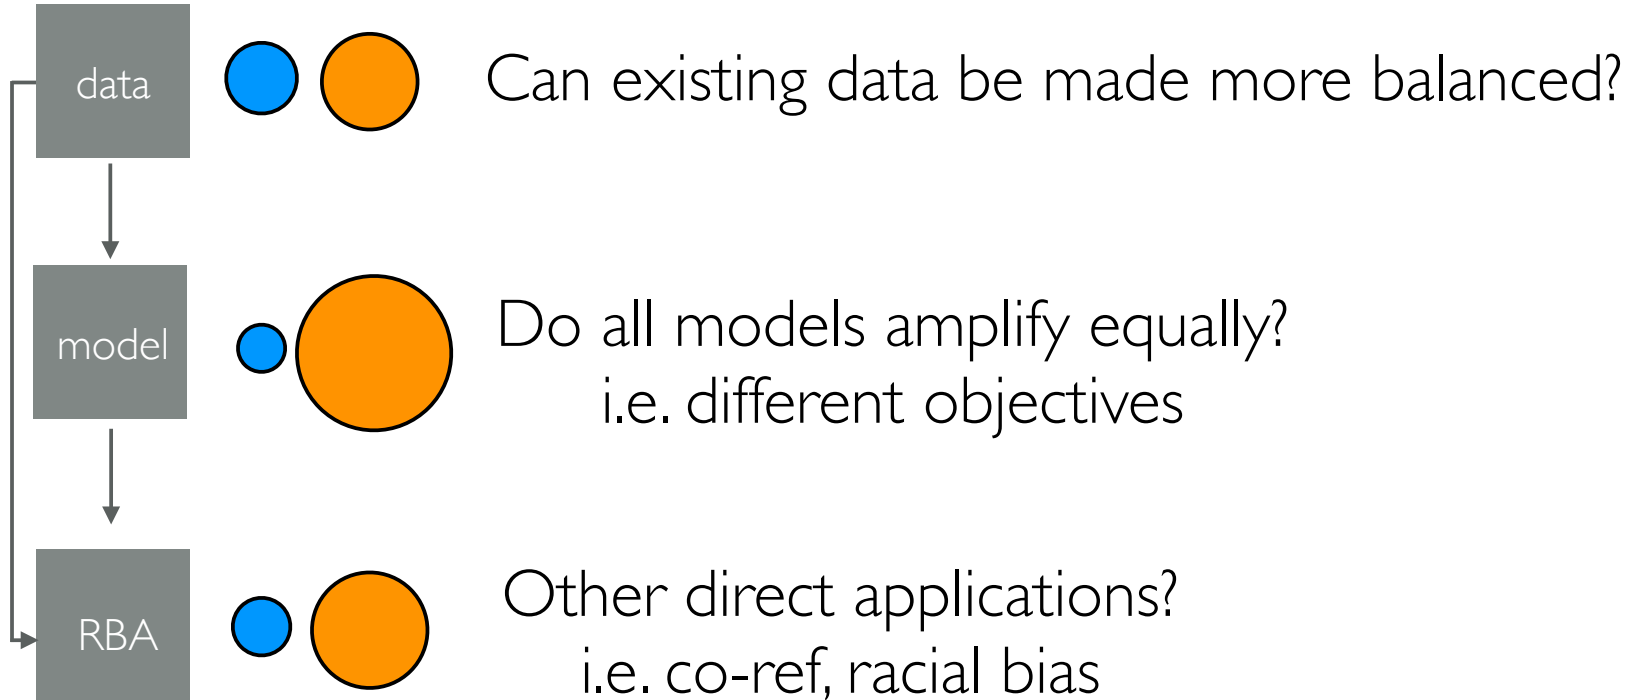 data
Can existing data be made more balanced?
model
Do all models amplify equally?
i.e. different objectives
RBA
Other direct applications?
i.e. co-ref, racial bias